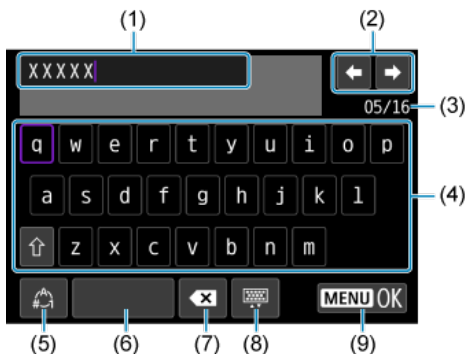 (1) (2)
XXXXX
05/16 (3)
q w e r t y u i o p
a s d f g h j k l (4)
z x c v b n m
MENU OK
(5) (6) (7) (8) (9)